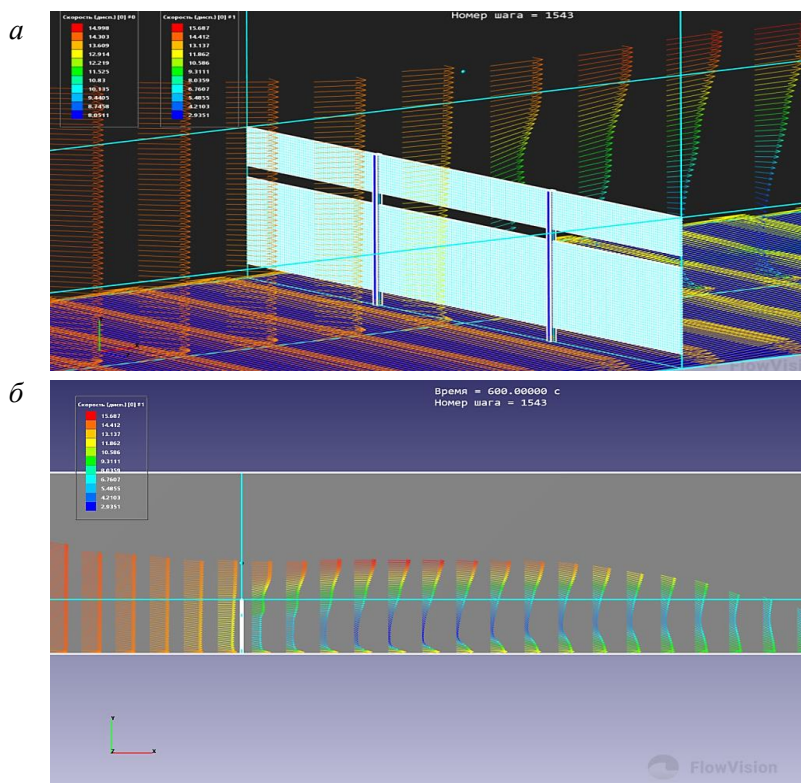 а
Номер шага = 1543
Скорость (дисп.) [0] #0
14.998
14.303
13.609
12.914
12.219
11.525
10.83
10.135
9.4405
8.7458
8.0511
Скорость (дисп.) [0] #1
15.687
14.412
13.137
11.862
10.586
9.3111
8.0359
6.7607
5.4855
4.2103
2.9351
FlowVision
б
Время = 600.00000 с
Номер шага = 1543
Скорость (дисп.) [0] #1
15.687
14.412
13.137
11.862
10.586
9.3111
8.0359
6.7607
5.4855
4.2103
2.9351
Y
Z
X
FlowVision